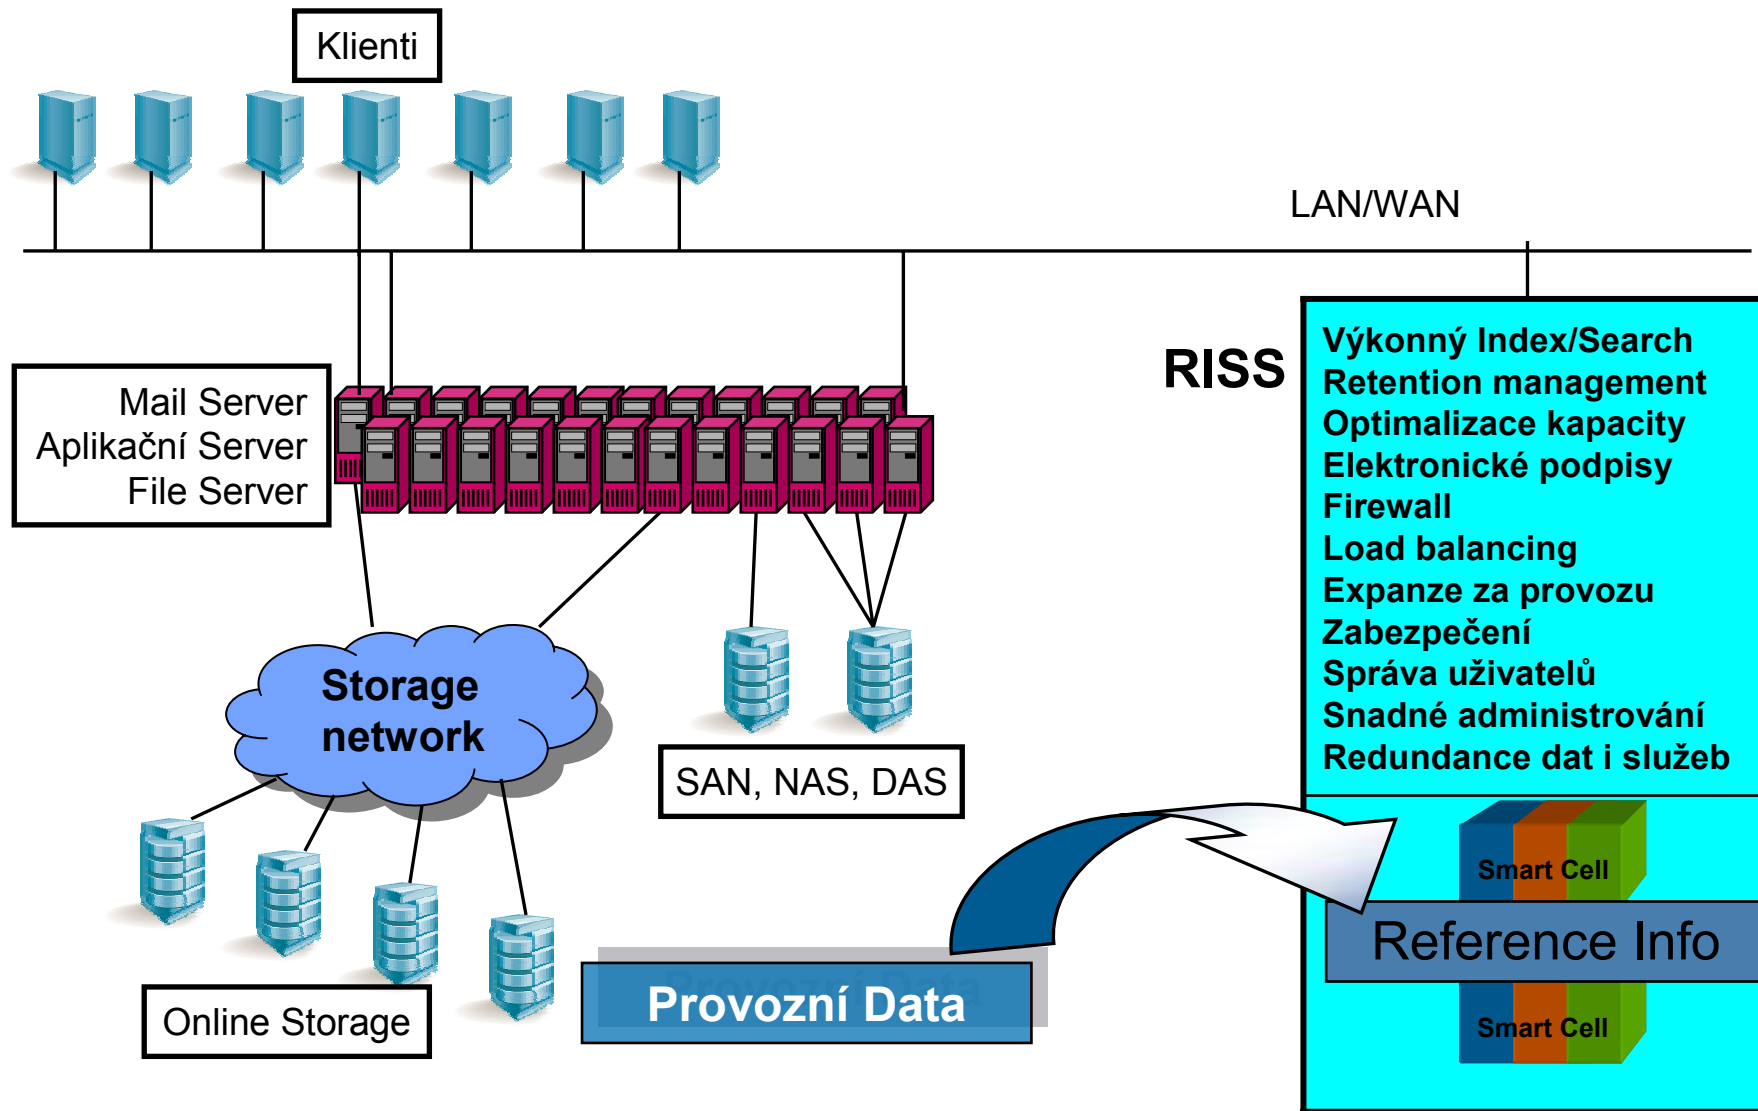 Klienti
LAN/WAN
Mail Server
Aplikační Server
File Server
RISS
Výkonný Index/Search
Retention management
Optimalizace kapacity
Elektronické podpisy
Firewall
Load balancing
Expanze za provozu
Zabezpečení
Správa uživatelů
Snadné administrování
Redundance dat i služeb
Storage
network
SAN, NAS, DAS
Smart Cell
Reference Info
Smart Cell
Provozní Data
Online Storage